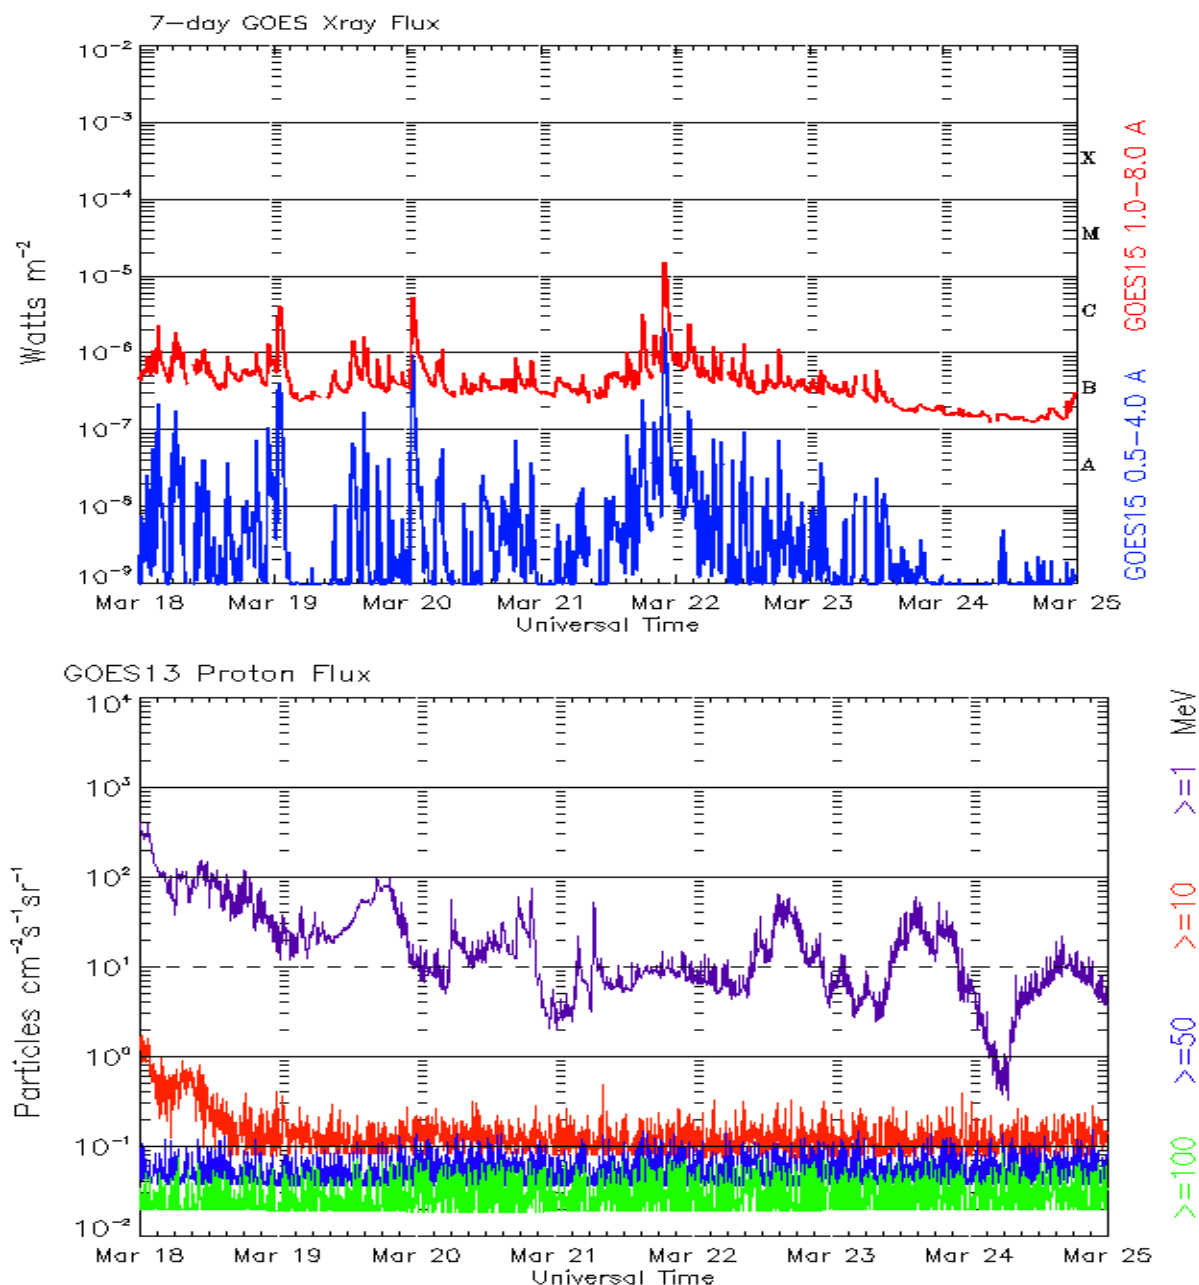 7-day GOES Xray Flux
10⁻²
10⁻³
10⁻⁴
10⁻⁵
10⁻⁶
10⁻⁷
10⁻⁸
10⁻⁹
Watts m⁻²
X
M
C
B
A
GOES15 1.0-8.0 A
GOES15 0.5-4.0 A
Mar 18 Mar 19 Mar 20 Mar 21 Mar 22 Mar 23 Mar 24 Mar 25
Universal Time
GOES13 Proton Flux
10⁴
10³
10²
10¹
10⁰
10⁻¹
10⁻²
Particles cm⁻²s⁻¹sr⁻¹
MeV
>=1
>=10
>=50
>=100
Mar 18 Mar 19 Mar 20 Mar 21 Mar 22 Mar 23 Mar 24 Mar 25
Universal Time